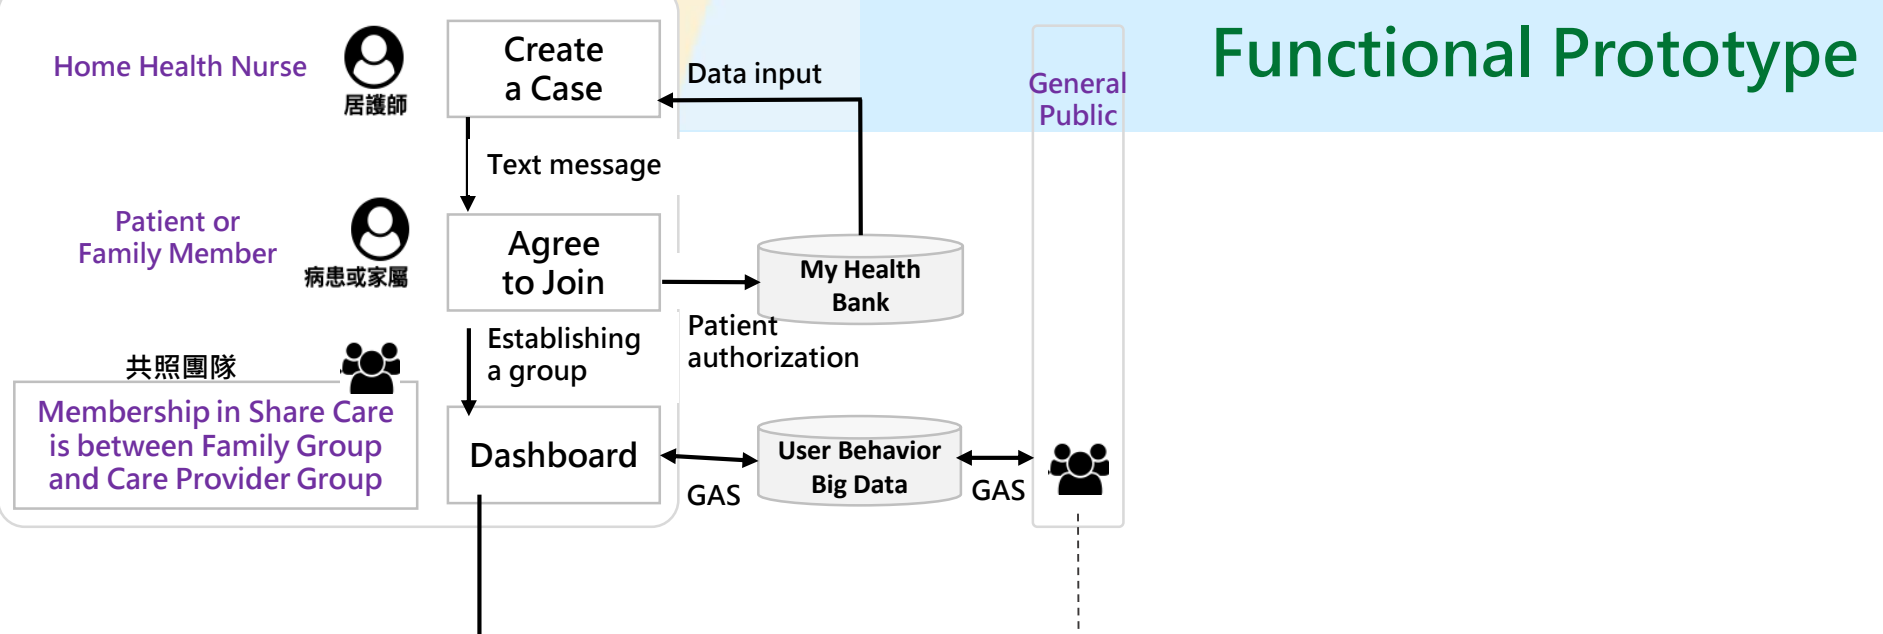 Functional Prototype
Home Health Nurse
居護師
Create
a Case
Data input
General
Public
Text message
Patient or
Family Member
病患或家屬
Agree
to Join
My Health
Bank
Patient
authorization
Establishing
a group
共照團隊
Membership in Share Care
is between Family Group
and Care Provider Group
Dashboard
GAS
User Behavior
Big Data
GAS